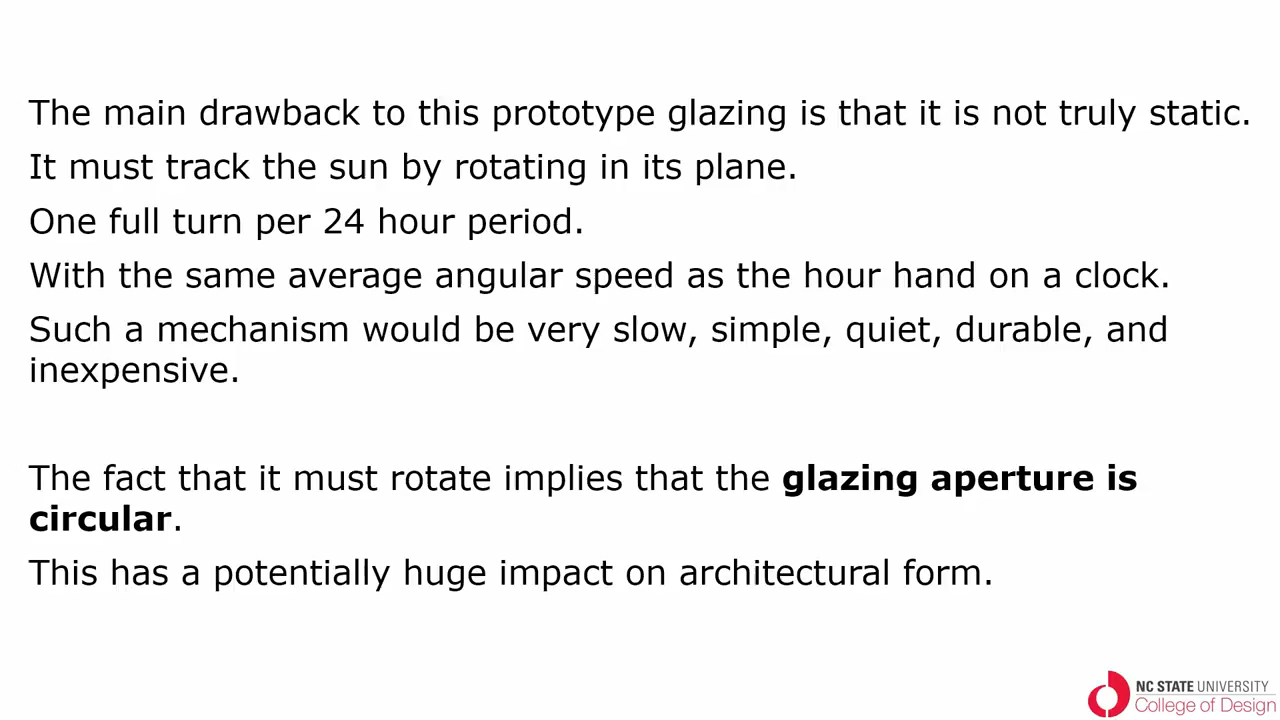 The main drawback to this prototype glazing is that it is not truly static.
It must track the sun by rotating in its plane.
One full turn per 24 hour period.
With the same average angular speed as the hour hand on a clock.
Such a mechanism would be very slow, simple, quiet, durable, and
inexpensive.
The fact that it must rotate implies that the glazing aperture is
circular.
This has a potentially huge impact on architectural form.
NC STATE UNIVERSITY
College of Design